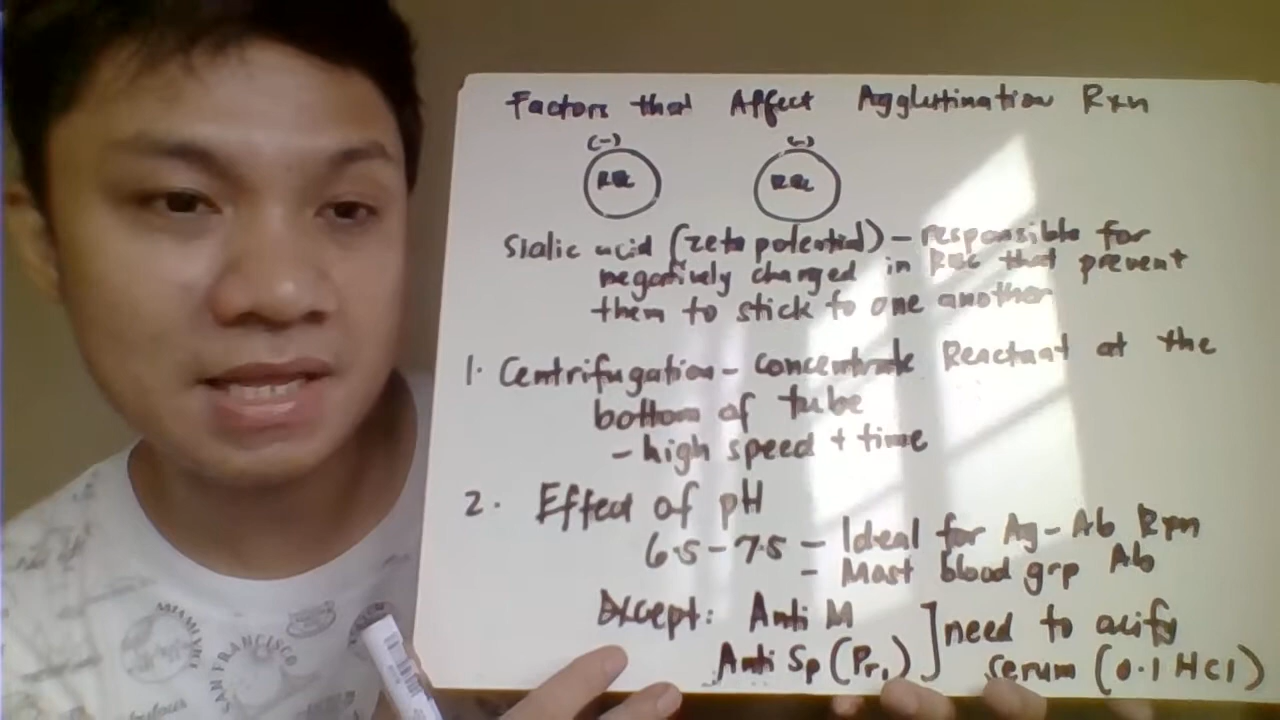 Factors that Affect Agglutination Rxn
(-) (-)
RBC RBC
Sialic acid (zeta potential) - responsible for
negatively charged in RBC that prevent
them to stick to one another
1. Centrifugation - concentrate Reactant at the
bottom of tube
- high speed + time
2. Effect of pH
6.5 - 7.5 - Ideal for Ag - Ab Rxn
- Most blood grp Ab
Except: Anti M
Anti Sp (Pr₁) ] need to acify
serum (0.1 HCl)
MIAMI
SAN FRANCISCO